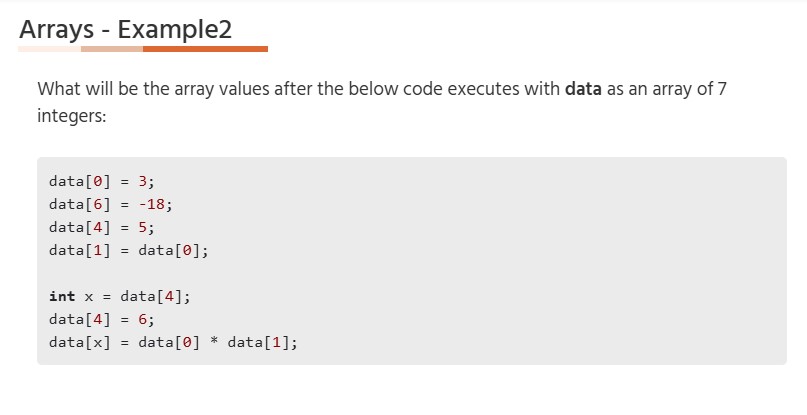 Arrays - Example2
What will be the array values after the below code executes with data as an array of 7
integers:
data[0] = 3;
data[6] = -18;
data[4] = 5;
data[1] = data[0];
int x = data[4];
data[4] = 6;
data[x] = data[0] * data[1];